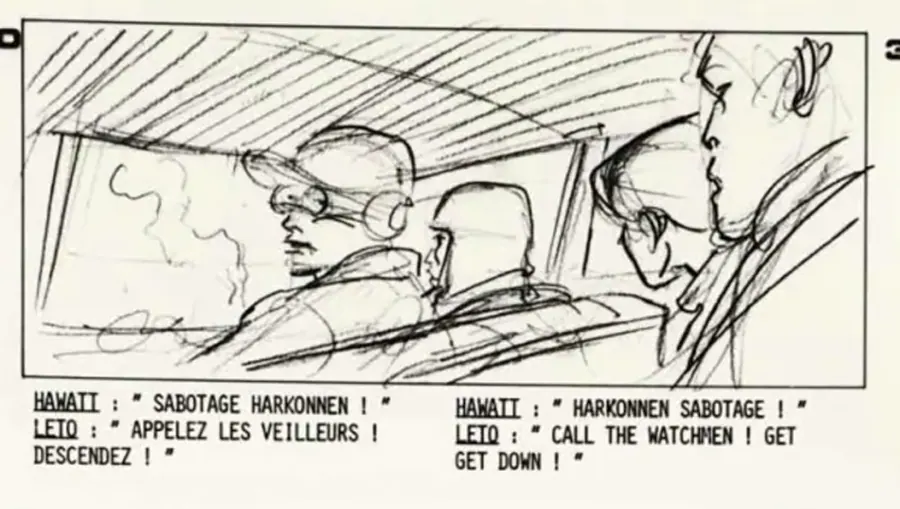 HAWATT : " SABOTAGE HARKONNEN ! "
LETO : " APPELEZ LES VEILLEURS !
DESCENDEZ ! "
HAWATT : " HARKONNEN SABOTAGE ! "
LETO : " CALL THE WATCHMEN ! GET
GET DOWN ! "